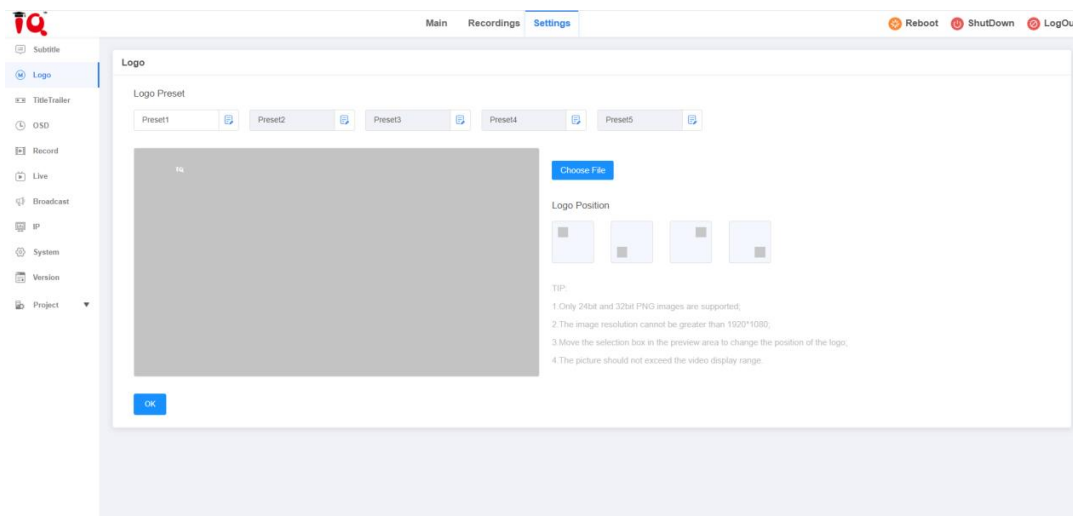 IQ
Main Recordings Settings Reboot ShutDown LogOu
Subtitle
Logo
TitleTrailer
OSD
Record
Live
Broadcast
IP
System
Version
Project
Logo
Logo Preset
Preset1 Preset2 Preset3 Preset4 Preset5
IQ
Choose File
Logo Position
TIP:
1.Only 24bit and 32bit PNG images are supported;
2.The image resolution cannot be greater than 1920*1080;
3.Move the selection box in the preview area to change the position of the logo;
4.The picture should not exceed the video display range.
OK